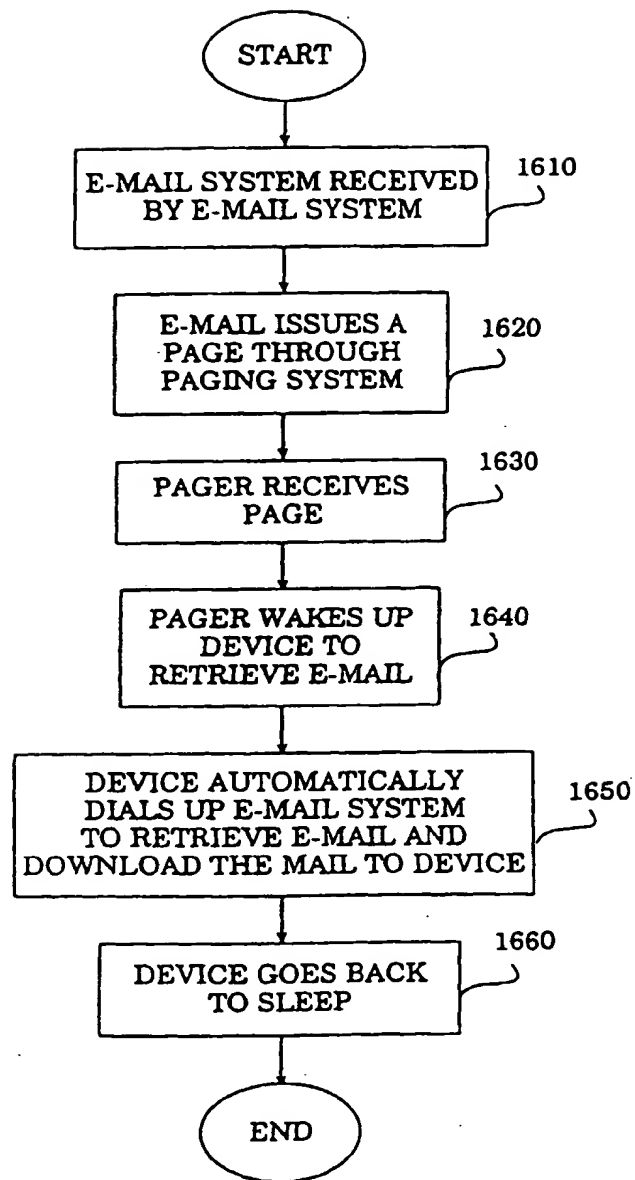 START
E-MAIL SYSTEM RECEIVED
BY E-MAIL SYSTEM
1610
E-MAIL ISSUES A
PAGE THROUGH
PAGING SYSTEM
1620
PAGER RECEIVES
PAGE
1630
PAGER WAKES UP
DEVICE TO
RETRIEVE E-MAIL
1640
DEVICE AUTOMATICALLY
DIALS UP E-MAIL SYSTEM
TO RETRIEVE E-MAIL AND
DOWNLOAD THE MAIL TO DEVICE
1650
DEVICE GOES BACK
TO SLEEP
1660
END